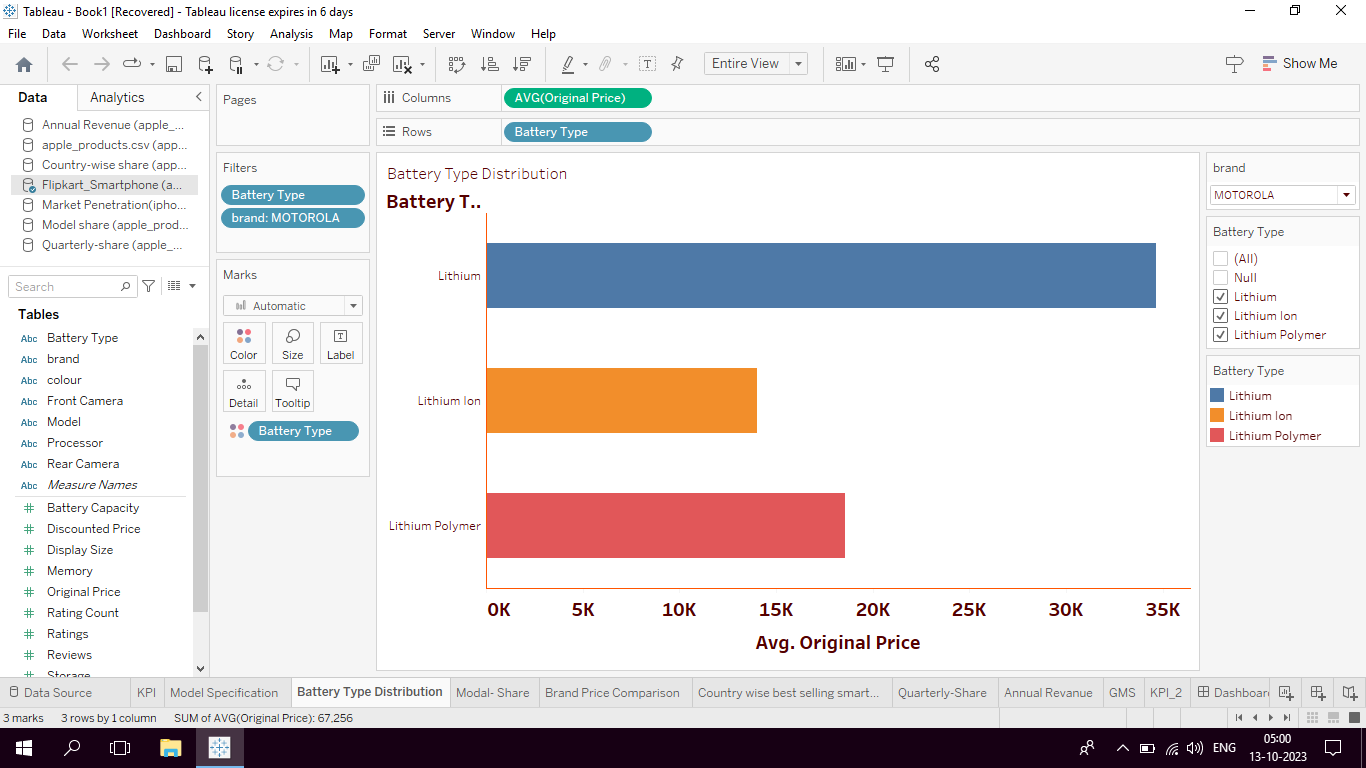 Tableau - Book1 [Recovered] - Tableau license expires in 6 days
File Data Worksheet Dashboard Story Analysis Map Format Server Window Help
Entire View
Show Me
Data Analytics
Annual Revenue (apple_...
apple_products.csv (app...
Country-wise share (app...
Flipkart_Smartphone (a...
Market Penetration(ipho...
Model share (apple_prod...
Quarterly-share (apple_...
Search
Tables
Abc Battery Type
Abc brand
Abc colour
Abc Front Camera
Abc Model
Abc Processor
Abc Rear Camera
Abc Measure Names
Battery Capacity
Discounted Price
Display Size
Memory
Original Price
Rating Count
Ratings
Reviews
Storage
Pages
Filters
Battery Type
brand: MOTOROLA
Marks
Automatic
Color Size Label
Detail Tooltip
Battery Type
Columns AVG(Original Price)
Rows Battery Type
Battery Type Distribution
Battery T..
Lithium
Lithium Ion
Lithium Polymer
0K 5K 10K 15K 20K 25K 30K 35K
Avg. Original Price
brand
MOTOROLA
Battery Type
(All)
Null
Lithium
Lithium Ion
Lithium Polymer
Battery Type
Lithium
Lithium Ion
Lithium Polymer
Data Source KPI Model Specification Battery Type Distribution Modal- Share Brand Price Comparison Country wise best selling smart... Quarterly-Share Annual Revanue GMS KPI_2 Dashboar
3 marks 3 rows by 1 column SUM of AVG(Original Price): 67,256
ENG
05:00
13-10-2023